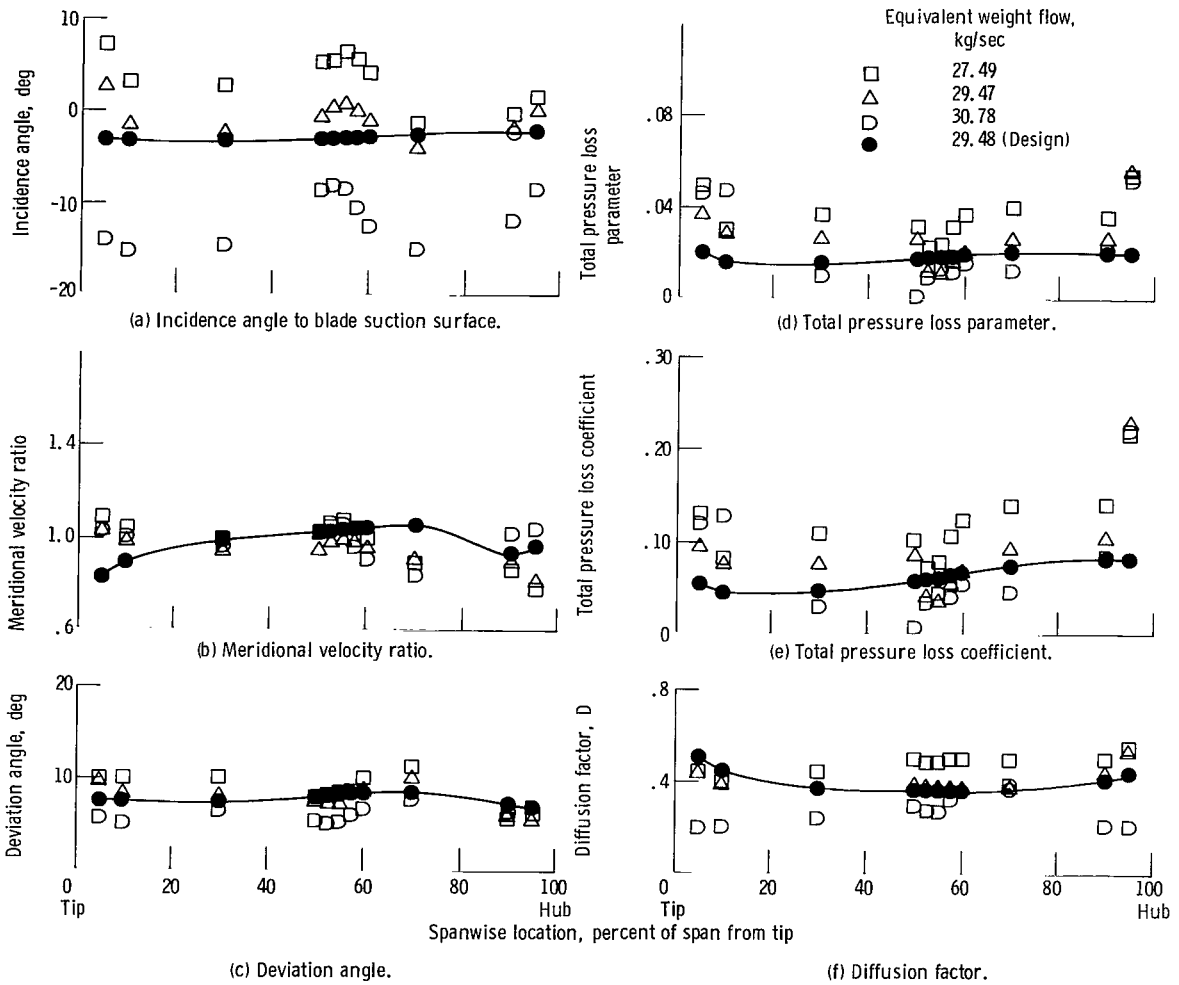 10
0
-10
-20
Incidence angle, deg
(a) Incidence angle to blade suction surface.
1.4
1.0
.6
Meridional velocity ratio
(b) Meridional velocity ratio.
20
10
Deviation angle, deg
0
20
40
60
80
100
Tip
Hub
(c) Deviation angle.
Equivalent weight flow,
kg/sec
27.49
29.47
30.78
29.48 (Design)
.08
.04
0
Total pressure loss
parameter
(d) Total pressure loss parameter.
.30
.20
.10
0
Total pressure loss coefficient
(e) Total pressure loss coefficient.
.8
.4
Diffusion factor, D
0
20
40
60
80
100
Tip
Hub
Spanwise location, percent of span from tip
(f) Diffusion factor.